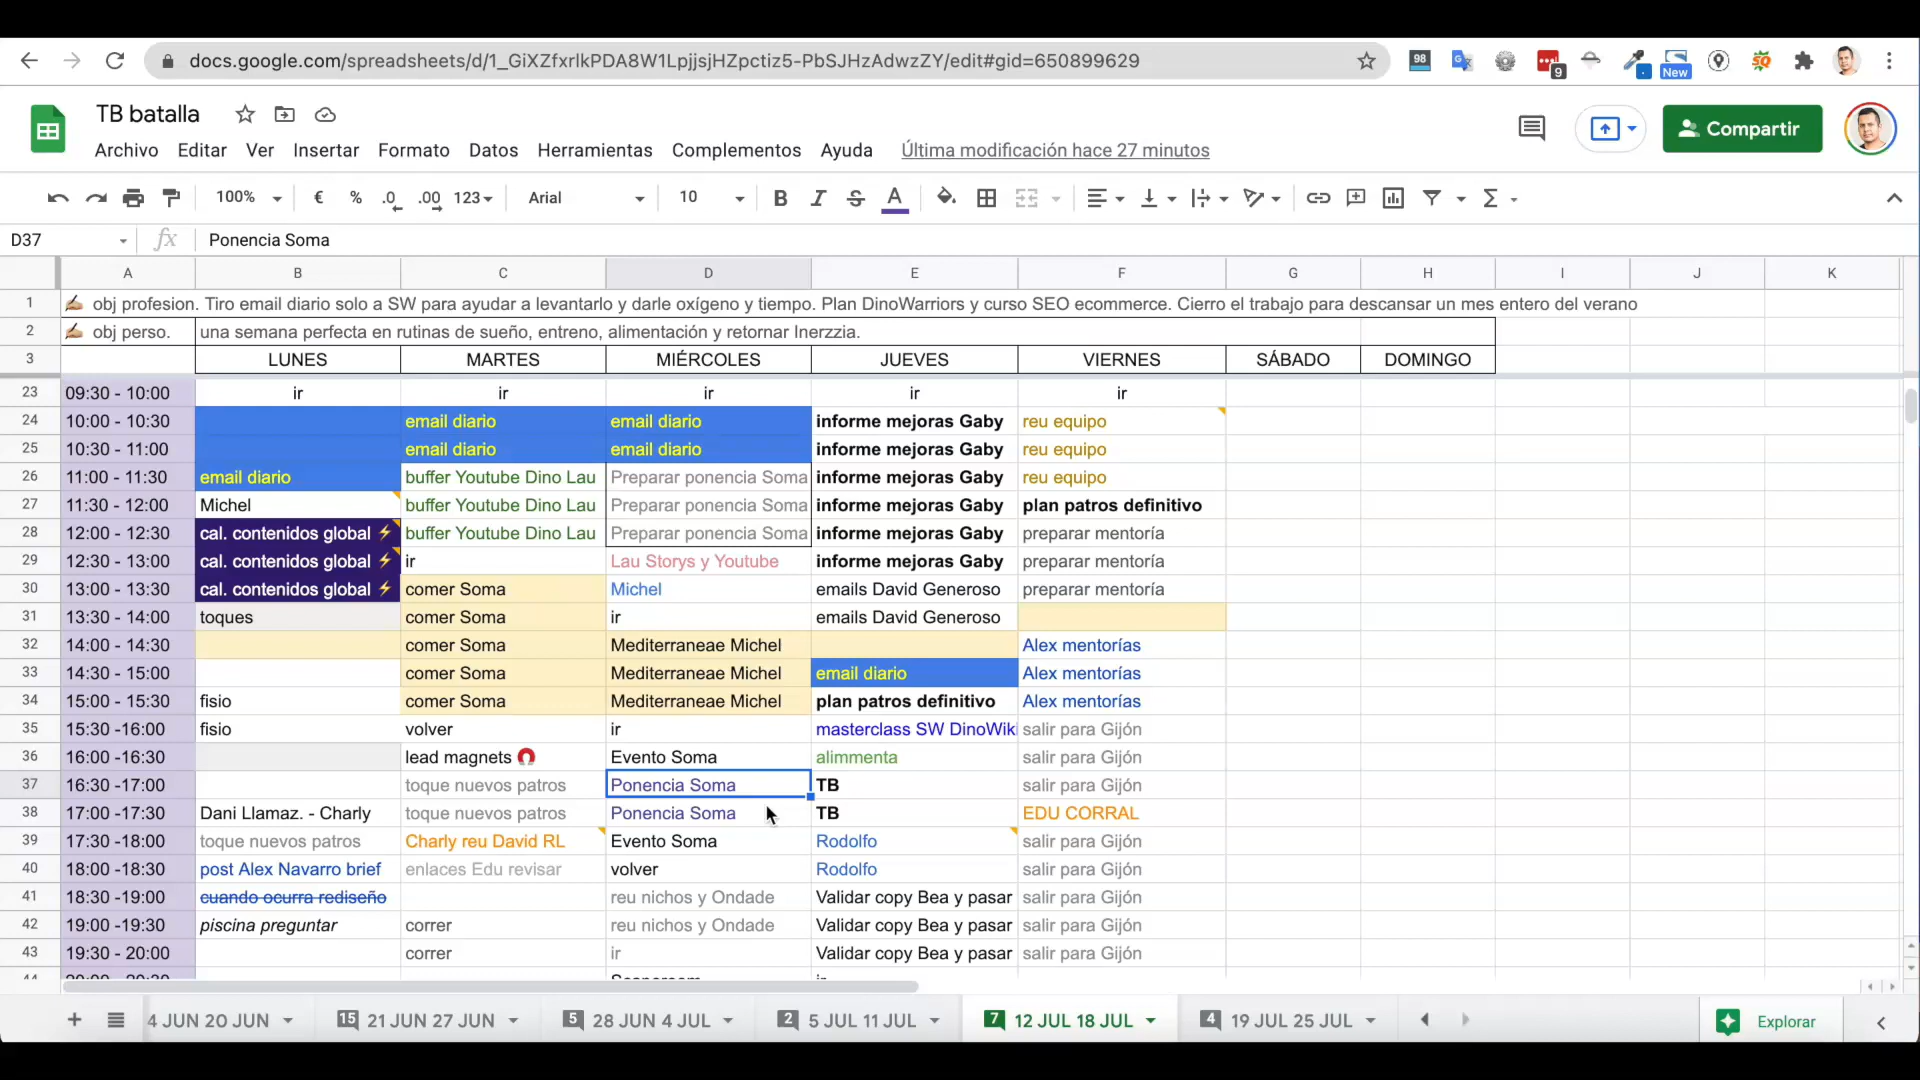 docs.google.com/spreadsheets/d/1_GiXZfxrlkPDA8W1LpjjsjHZpctiz5-PbSJHzAdwzZY/edit#gid=650899629
98
9
New
TB batalla
Archivo Editar Ver Insertar Formato Datos Herramientas Complementos Ayuda Última modificación hace 27 minutos
Compartir
100% € % .0 .00 123 Arial 10 B I S A
D37 fx Ponencia Soma
A B C D E F G H I J K
1 ✍ obj profesion. Tiro email diario solo a SW para ayudar a levantarlo y darle oxígeno y tiempo. Plan DinoWarriors y curso SEO ecommerce. Cierro el trabajo para descansar un mes entero del verano
2 ✍ obj perso. una semana perfecta en rutinas de sueño, entreno, alimentación y retornar Inerzzia.
3 LUNES MARTES MIÉRCOLES JUEVES VIERNES SÁBADO DOMINGO
23 09:30 - 10:00 ir ir ir ir ir
24 10:00 - 10:30 email diario email diario informe mejoras Gaby reu equipo
25 10:30 - 11:00 email diario email diario informe mejoras Gaby reu equipo
26 11:00 - 11:30 email diario buffer Youtube Dino Lau Preparar ponencia Soma informe mejoras Gaby reu equipo
27 11:30 - 12:00 Michel buffer Youtube Dino Lau Preparar ponencia Soma informe mejoras Gaby plan patros definitivo
28 12:00 - 12:30 cal. contenidos global ⚡ buffer Youtube Dino Lau Preparar ponencia Soma informe mejoras Gaby preparar mentoría
29 12:30 - 13:00 cal. contenidos global ⚡ ir Lau Storys y Youtube informe mejoras Gaby preparar mentoría
30 13:00 - 13:30 cal. contenidos global ⚡ comer Soma Michel emails David Generoso preparar mentoría
31 13:30 - 14:00 toques comer Soma ir emails David Generoso
32 14:00 - 14:30 comer Soma Mediterraneae Michel Alex mentorías
33 14:30 - 15:00 comer Soma Mediterraneae Michel email diario Alex mentorías
34 15:00 - 15:30 fisio comer Soma Mediterraneae Michel plan patros definitivo Alex mentorías
35 15:30 -16:00 fisio volver ir masterclass SW DinoWiki salir para Gijón
36 16:00 -16:30 lead magnets 🧲 Evento Soma alimmenta salir para Gijón
37 16:30 -17:00 toque nuevos patros Ponencia Soma TB salir para Gijón
38 17:00 -17:30 Dani Llamaz. - Charly toque nuevos patros Ponencia Soma TB EDU CORRAL
39 17:30 -18:00 toque nuevos patros Charly reu David RL Evento Soma Rodolfo salir para Gijón
40 18:00 -18:30 post Alex Navarro brief enlaces Edu revisar volver Rodolfo salir para Gijón
41 18:30 -19:00 cuando ocurra rediseño reu nichos y Ondade Validar copy Bea y pasar salir para Gijón
42 19:00 -19:30 piscina preguntar correr reu nichos y Ondade Validar copy Bea y pasar salir para Gijón
43 19:30 - 20:00 correr ir Validar copy Bea y pasar salir para Gijón
4 JUN 20 JUN 15 21 JUN 27 JUN 5 28 JUN 4 JUL 2 5 JUL 11 JUL 7 12 JUL 18 JUL 4 19 JUL 25 JUL Explorar